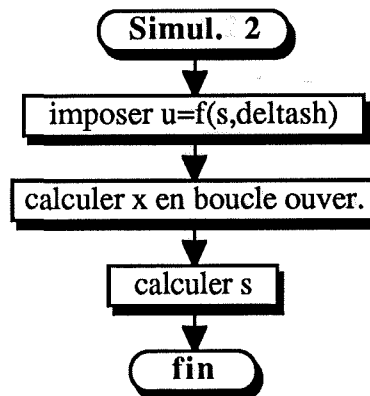 Simul. 2
imposer u=f(s,deltash)
calculer x en boucle ouver.
calculer s
fin